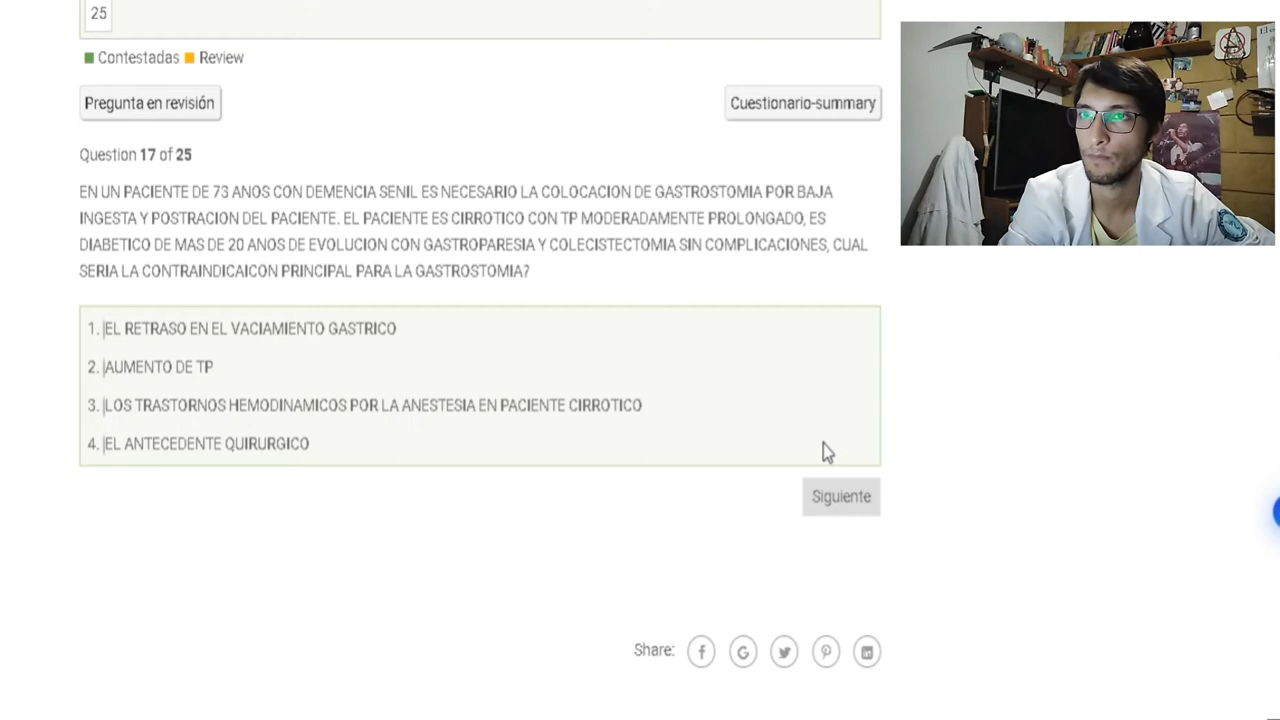 25
Contestadas Review
Pregunta en revisión
Cuestionario-summary
Question 17 of 25
EN UN PACIENTE DE 73 ANOS CON DEMENCIA SENIL ES NECESARIO LA COLOCACION DE GASTROSTOMIA POR BAJA
INGESTA Y POSTRACION DEL PACIENTE. EL PACIENTE ES CIRROTICO CON TP MODERADAMENTE PROLONGADO, ES
DIABETICO DE MAS DE 20 ANOS DE EVOLUCION CON GASTROPARESIA Y COLECISTECTOMIA SIN COMPLICACIONES, CUAL
SERIA LA CONTRAINDICAICON PRINCIPAL PARA LA GASTROSTOMIA?
1. EL RETRASO EN EL VACIAMIENTO GASTRICO
2. AUMENTO DE TP
3. LOS TRASTORNOS HEMODINAMICOS POR LA ANESTESIA EN PACIENTE CIRROTICO
4. EL ANTECEDENTE QUIRURGICO
Siguiente
Share: